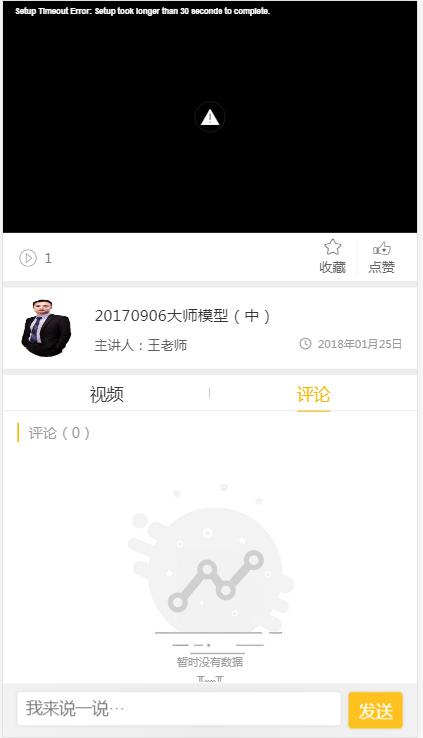 Setup Timeout Error: Setup took longer than 30 seconds to complete.
1
收藏 点赞
20170906大师模型（中）
主讲人：王老师 2018年01月25日
视频 评论
评论（0）
暂时没有数据
我来说一说… 发送